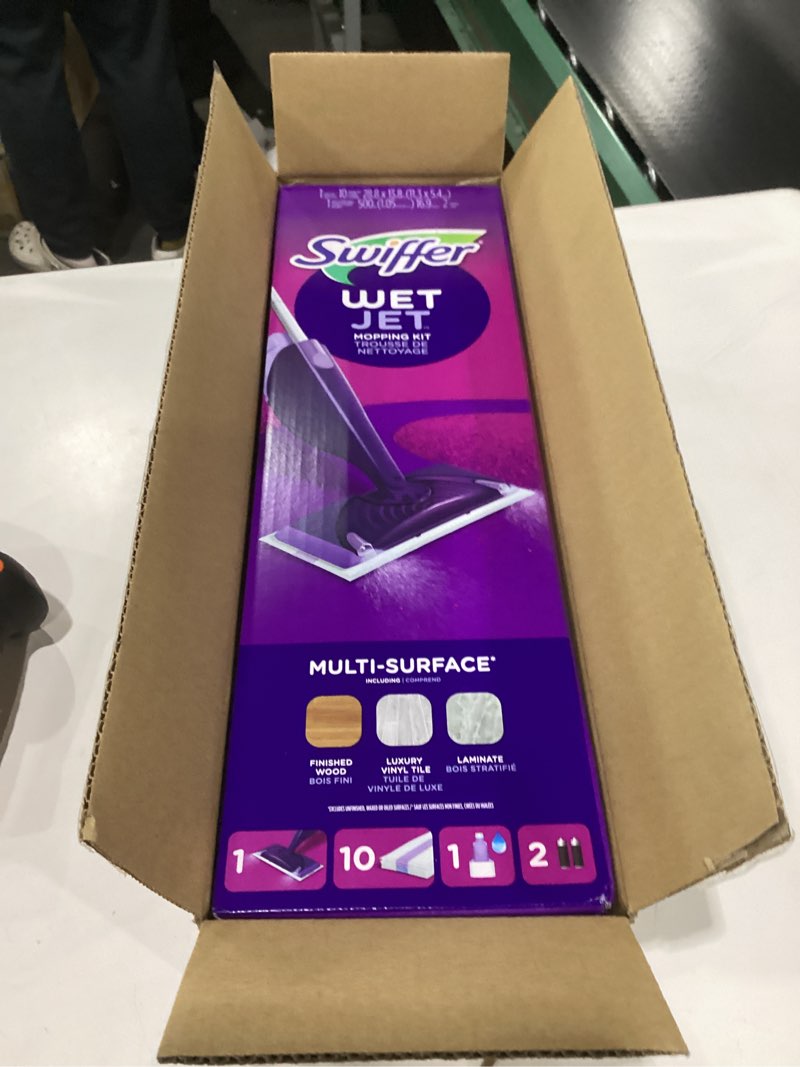 Swiffer
WET
JET
MOPPING KIT
TROUSSE DE
NETTOYAGE
MULTI-SURFACE*
INCLUDING | COMPREND
FINISHED
WOOD
BOIS FINI
LUXURY
VINYL TILE
TUILE DE
VINYLE DE LUXE
LAMINATE
BOIS STRATIFIÉ
1
10
1
2